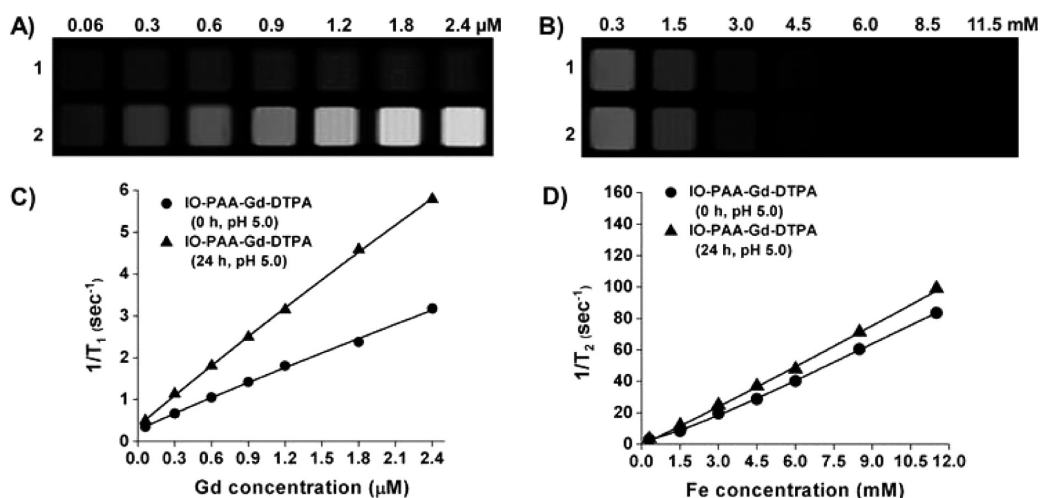 A) 0.06 0.3 0.6 0.9 1.2 1.8 2.4 µM
1
2
B) 0.3 1.5 3.0 4.5 6.0 8.5 11.5 mM
1
2
C)
6
5
4
3
2
1
0
1/T₁ (sec⁻¹)
IO-PAA-Gd-DTPA
(0 h, pH 5.0)
IO-PAA-Gd-DTPA
(24 h, pH 5.0)
0.0 0.3 0.6 0.9 1.2 1.5 1.8 2.1 2.4
Gd concentration (µM)
D)
160
140
120
100
80
60
40
20
0
1/T₂ (sec⁻¹)
IO-PAA-Gd-DTPA
(0 h, pH 5.0)
IO-PAA-Gd-DTPA
(24 h, pH 5.0)
0.0 1.5 3.0 4.5 6.0 7.5 9.0 10.5 12.0
Fe concentration (mM)